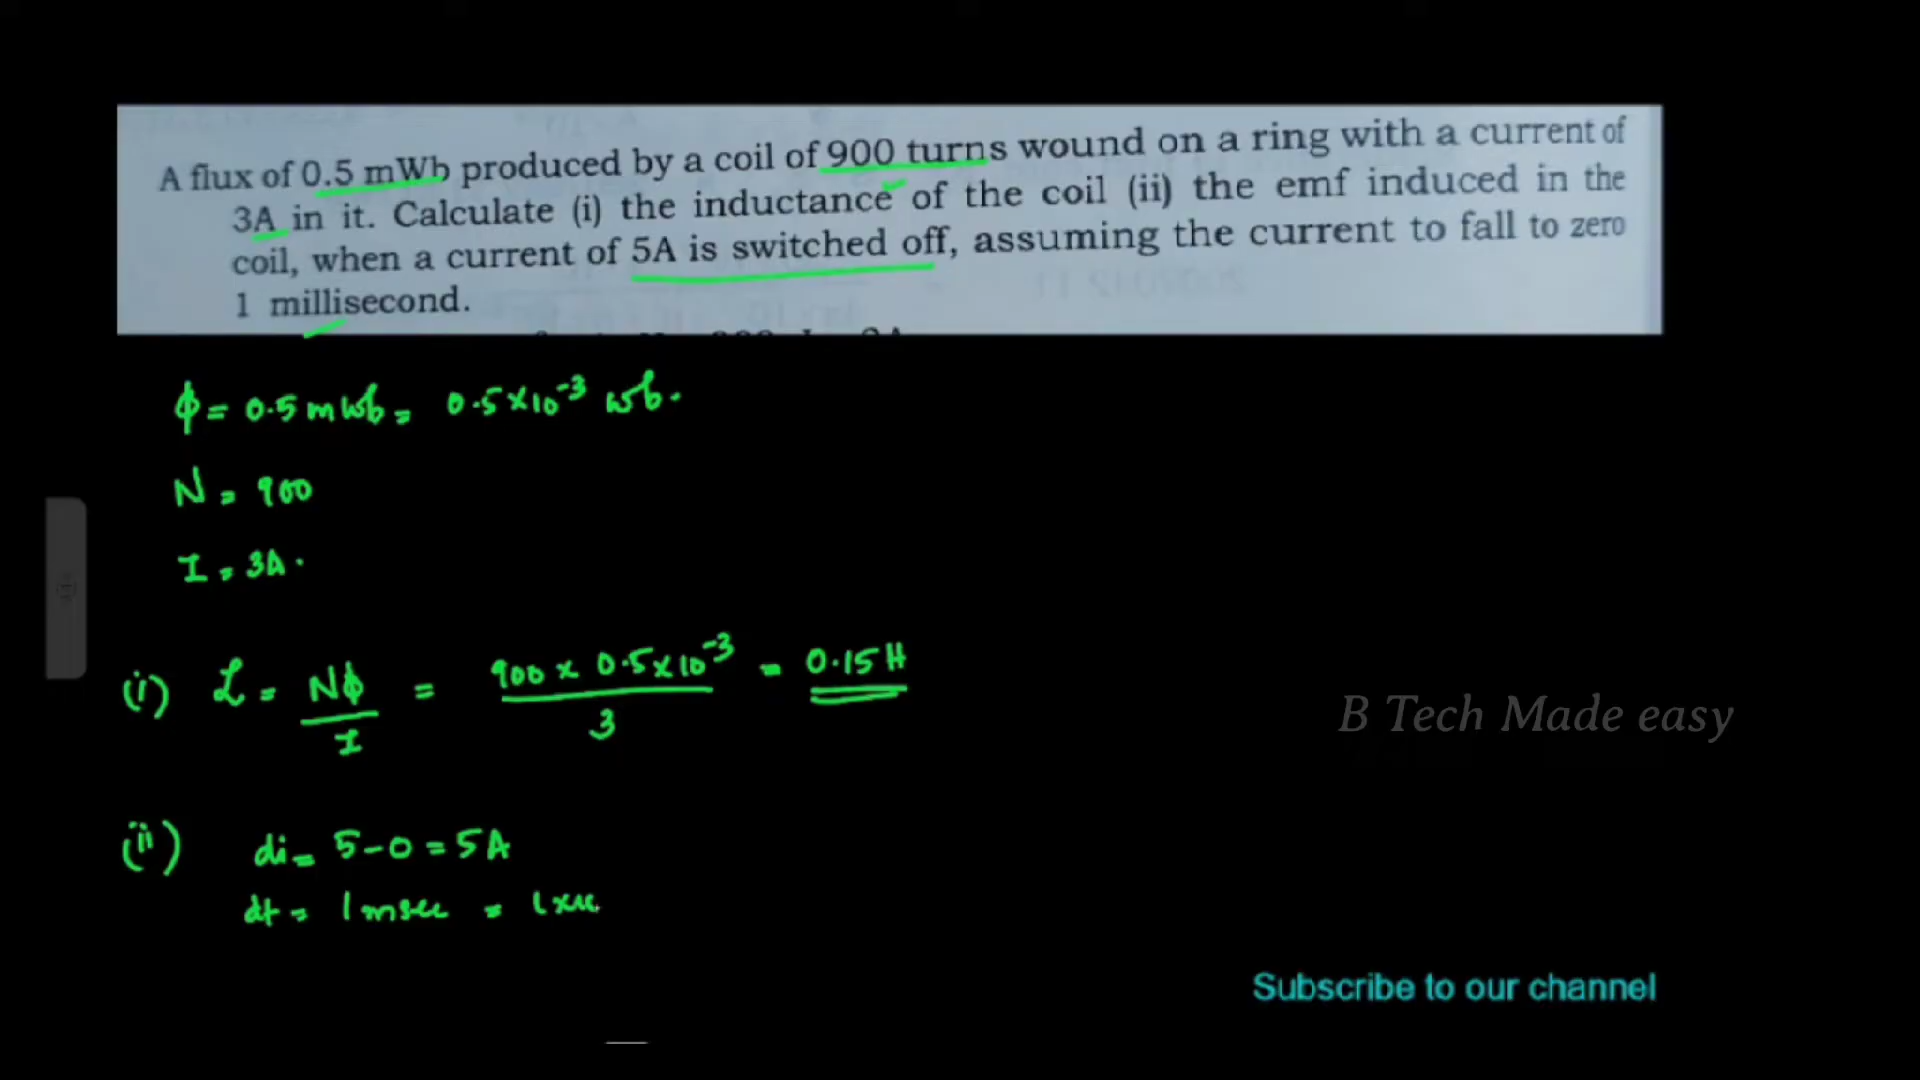 A flux of 0.5 mWb produced by a coil of 900 turns wound on a ring with a current of
3A in it. Calculate (i) the inductance of the coil (ii) the emf induced in the
coil, when a current of 5A is switched off, assuming the current to fall to zero
1 millisecond.
ϕ = 0.5 mWb = 0.5×10⁻³ wb.
N = 900
I = 3A.
(i) L = Nϕ/I = 900 × 0.5×10⁻³/3 = 0.15 H
B Tech Made easy
(ii) di = 5-0 = 5A
dt = 1 msec =
Subscribe to our channel